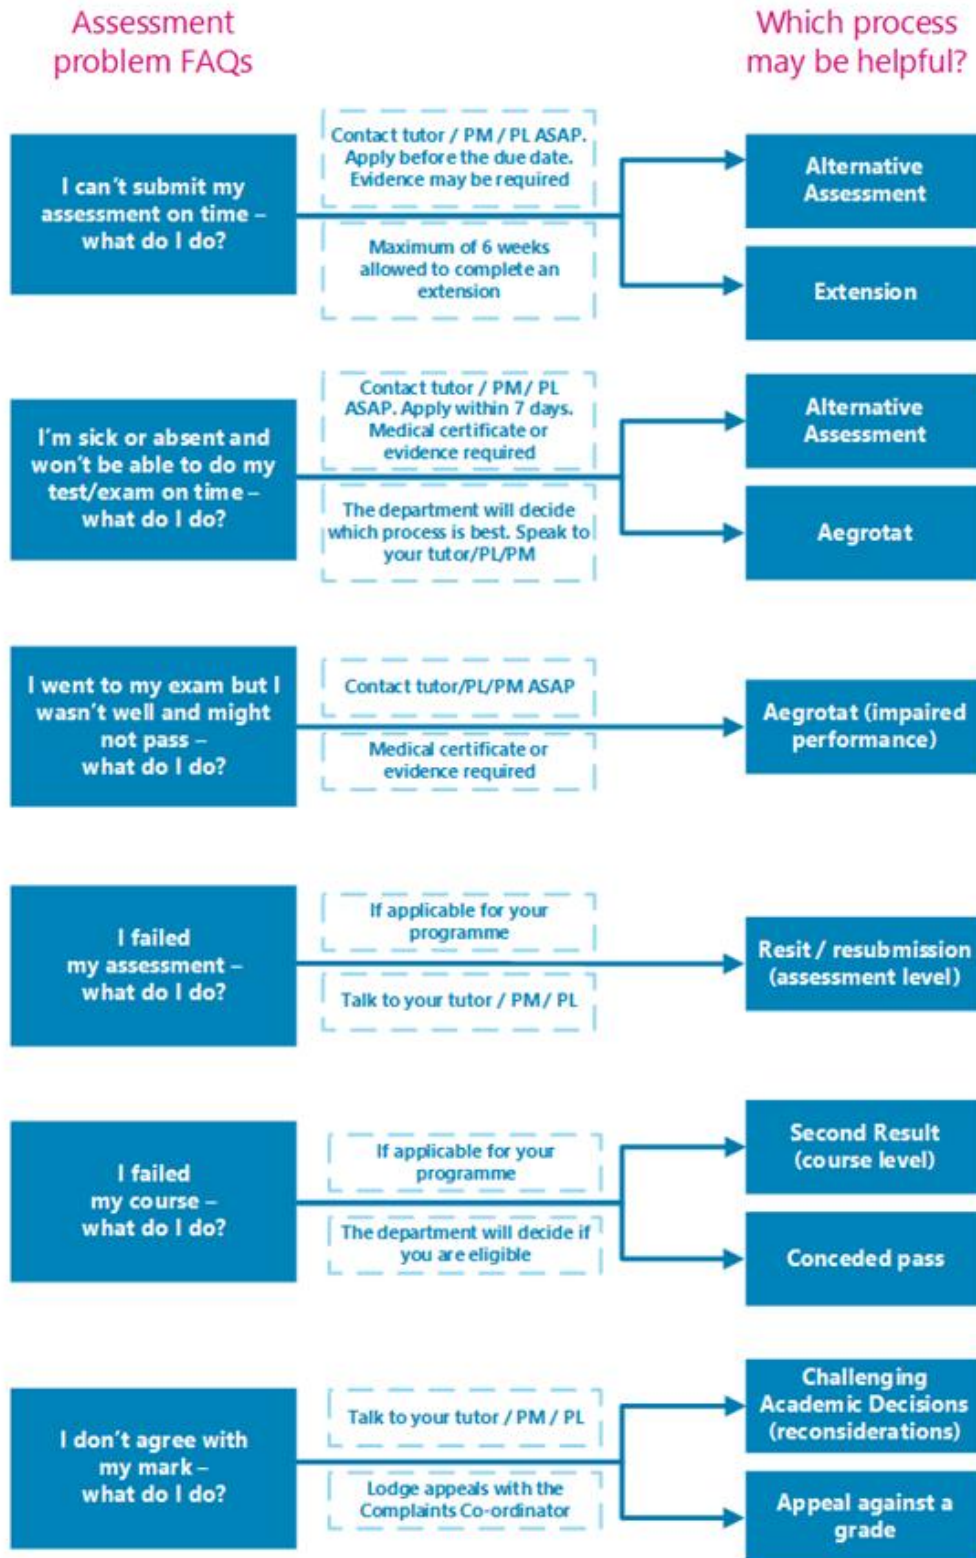 Assessment
problem FAQs
Which process
may be helpful?
I can't submit my
assessment on time –
what do I do?
Contact tutor / PM / PL ASAP.
Apply before the due date.
Evidence may be required
Maximum of 6 weeks
allowed to complete an
extension
Alternative
Assessment
Extension
I'm sick or absent and
won't be able to do my
test/exam on time –
what do I do?
Contact tutor / PM/ PL
ASAP. Apply within 7 days.
Medical certificate or
evidence required
The department will decide
which process is best. Speak to
your tutor/PL/PM
Alternative
Assessment
Aegrotat
I went to my exam but I
wasn't well and might
not pass –
what do I do?
Contact tutor/PL/PM ASAP
Medical certificate or
evidence required
Aegrotat (impaired
performance)
I failed
my assessment –
what do I do?
If applicable for your
programme
Talk to your tutor / PM/ PL
Resit / resubmission
(assessment level)
I failed
my course –
what do I do?
If applicable for your
programme
The department will decide if
you are eligible
Second Result
(course level)
Conceded pass
I don't agree with
my mark –
what do I do?
Talk to your tutor / PM / PL
Lodge appeals with the
Complaints Co-ordinator
Challenging
Academic Decisions
(reconsiderations)
Appeal against a
grade